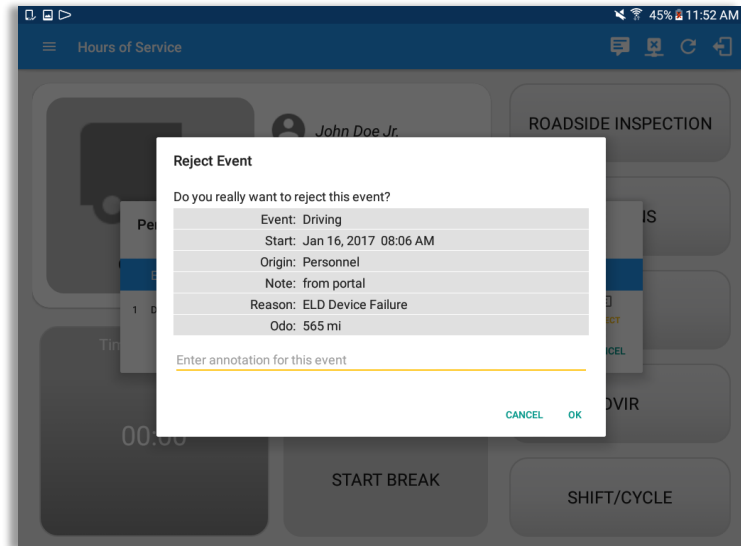 45% 11:52 AM
Hours of Service
John Doe Jr.
ROADSIDE INSPECTION
Reject Event
Do you really want to reject this event?
Event: Driving
Start: Jan 16, 2017 08:06 AM
Origin: Personnel
Note: from portal
Reason: ELD Device Failure
Odo: 565 mi
Enter annotation for this event
CANCEL OK
1 D
00:00
START BREAK
SHIFT/CYCLE